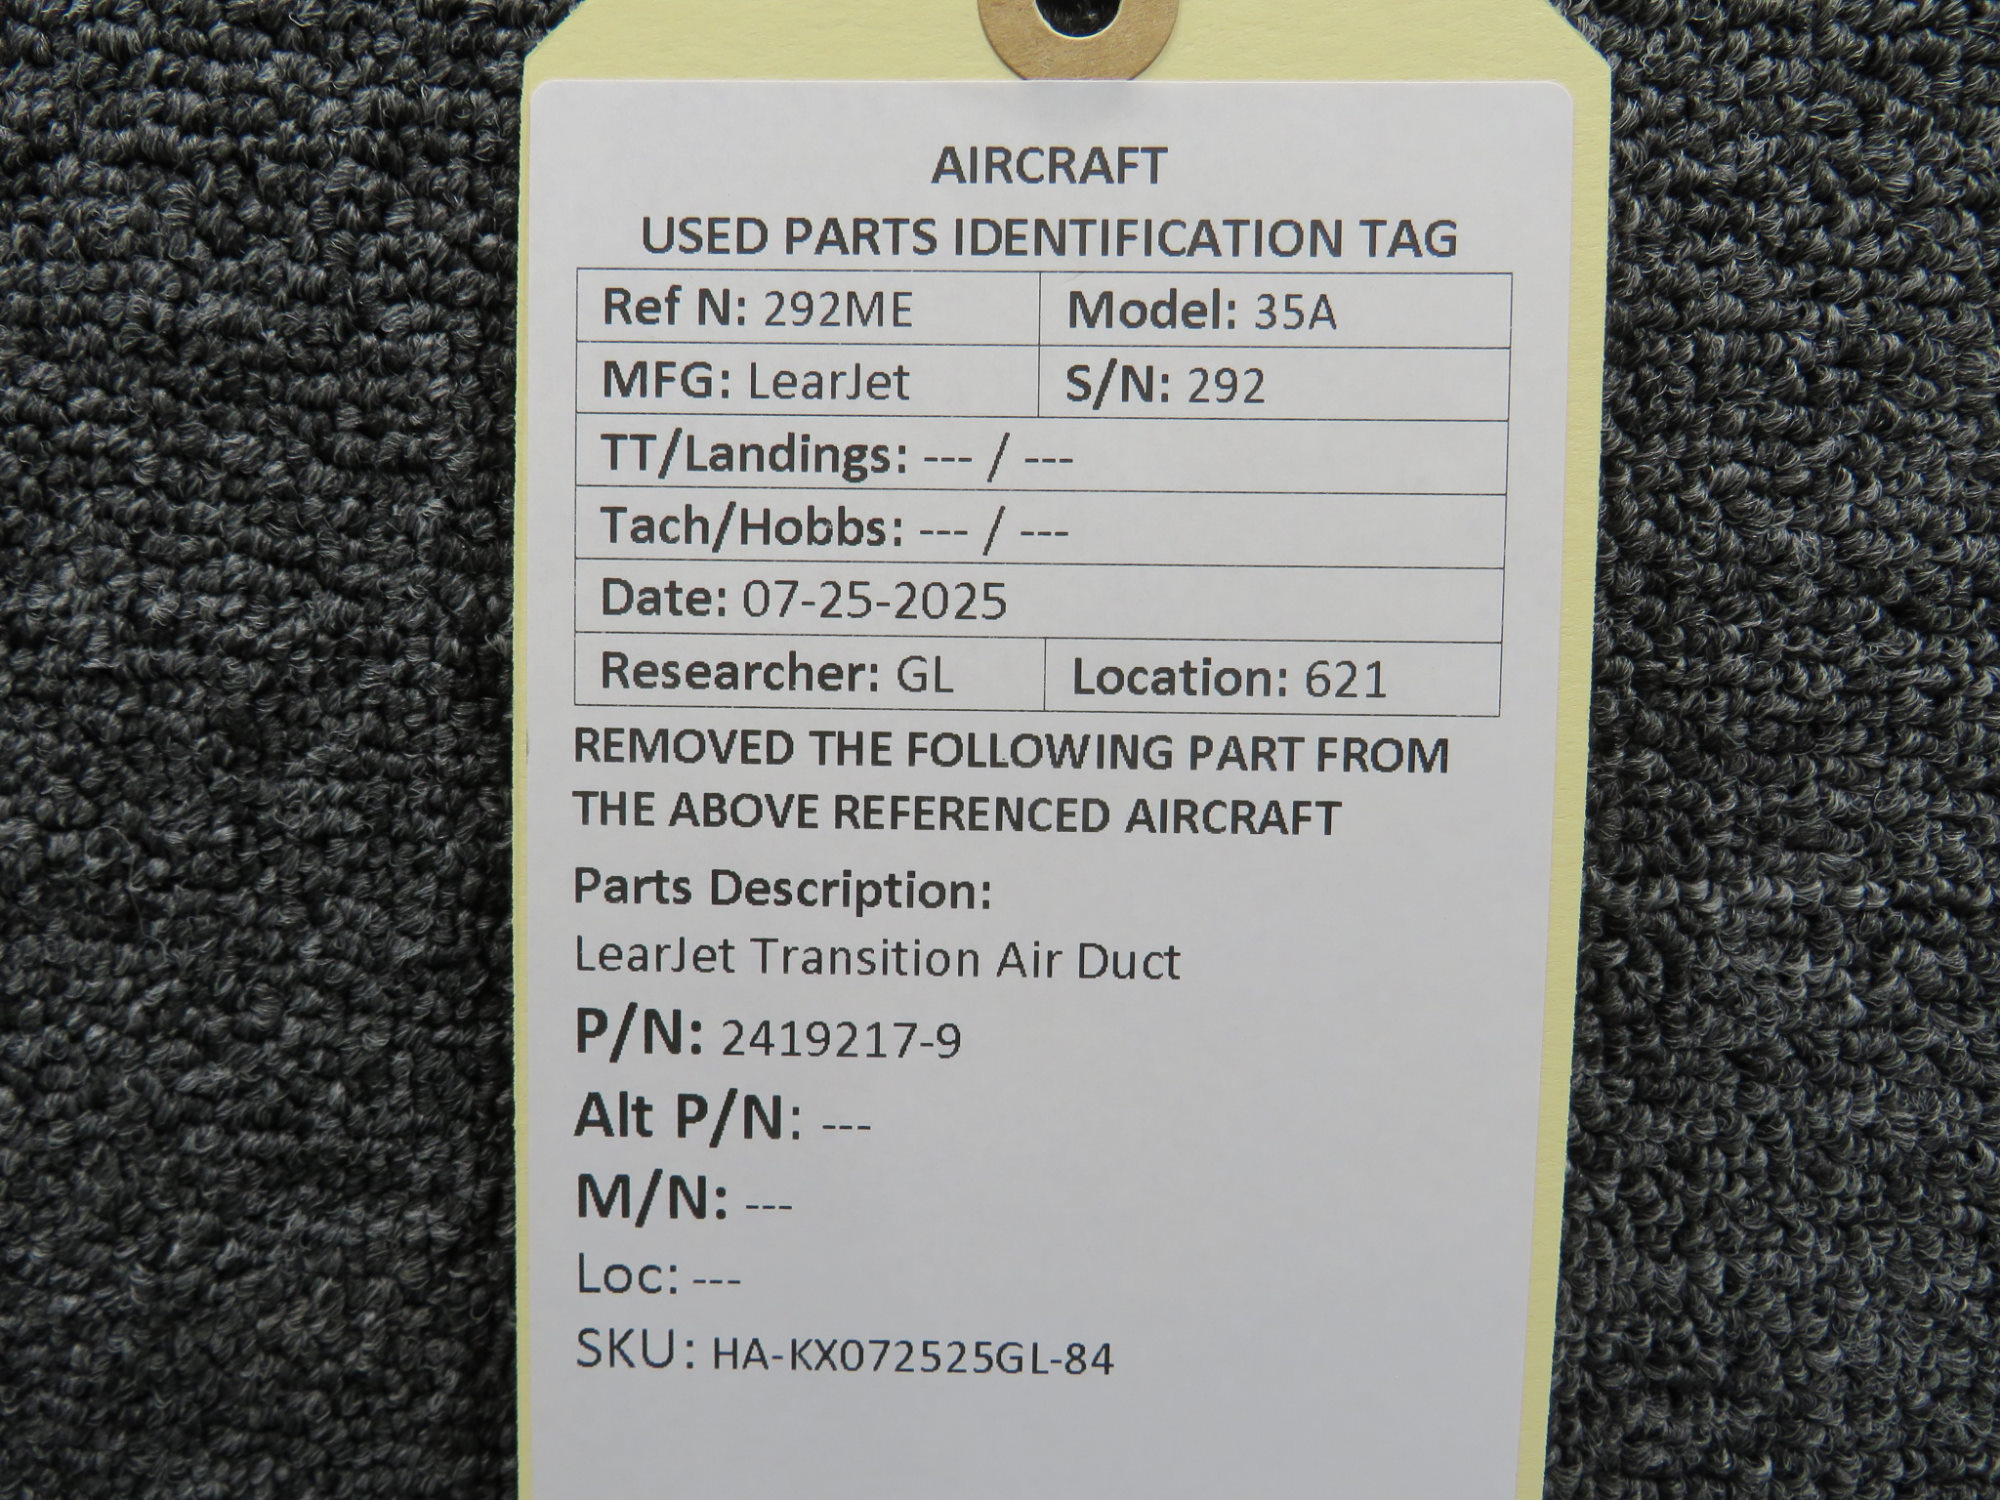 AIRCRAFT
USED PARTS IDENTIFICATION TAG
Ref N: 292ME Model: 35A
MFG: LearJet S/N: 292
TT/Landings: --- / ---
Tach/Hobbs: --- / ---
Date: 07-25-2025
Researcher: GL Location: 621
REMOVED THE FOLLOWING PART FROM
THE ABOVE REFERENCED AIRCRAFT
Parts Description:
LearJet Transition Air Duct
P/N: 2419217-9
Alt P/N: ---
M/N: ---
Loc: ---
SKU: HA-KX072525GL-84